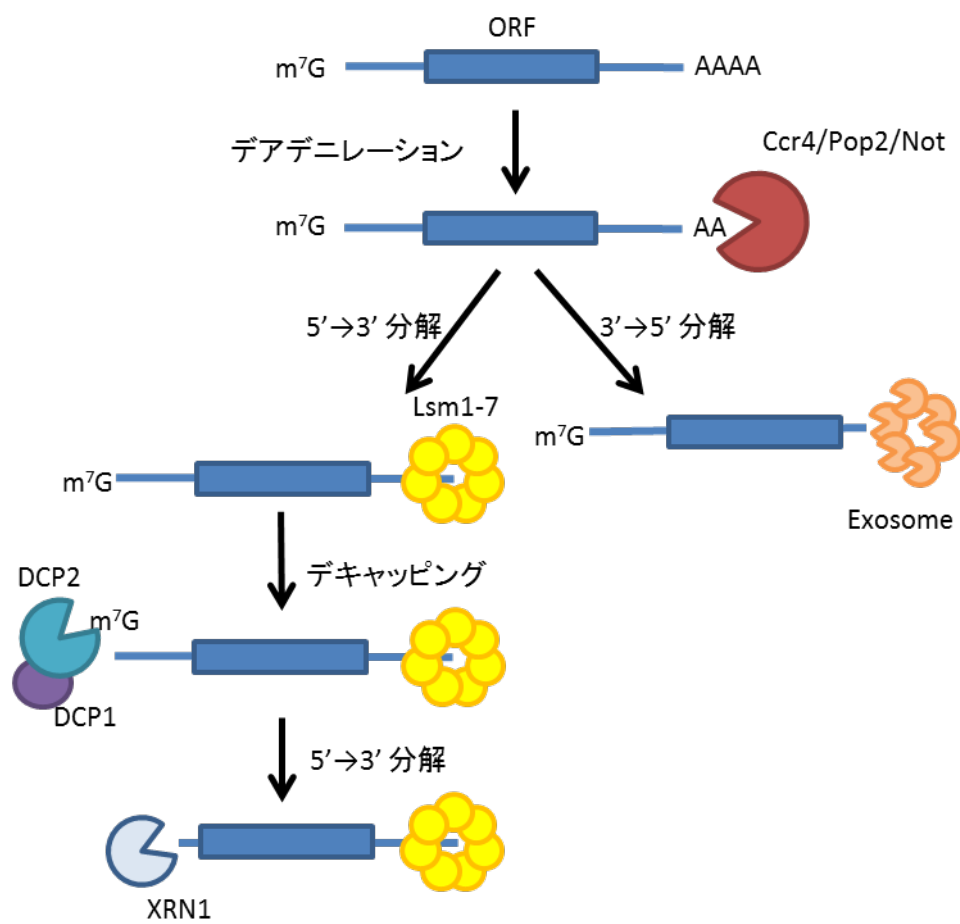 ORF
m⁷G
AAAA
デアデニレーション
Ccr4/Pop2/Not
m⁷G
AA
5’→3’ 分解
3’→5’ 分解
Lsm1-7
m⁷G
m⁷G
Exosome
デキャッピング
DCP2
m⁷G
DCP1
5’→3’ 分解
XRN1